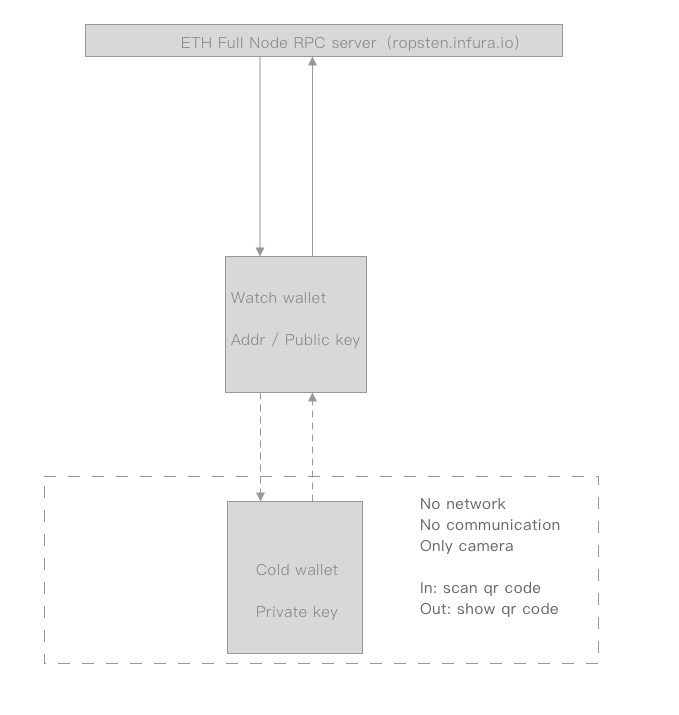 ETH Full Node RPC server（ropsten.infura.io）
Watch wallet
Addr / Public key
No network
No communication
Only camera
In: scan qr code
Out: show qr code
Cold wallet
Private key